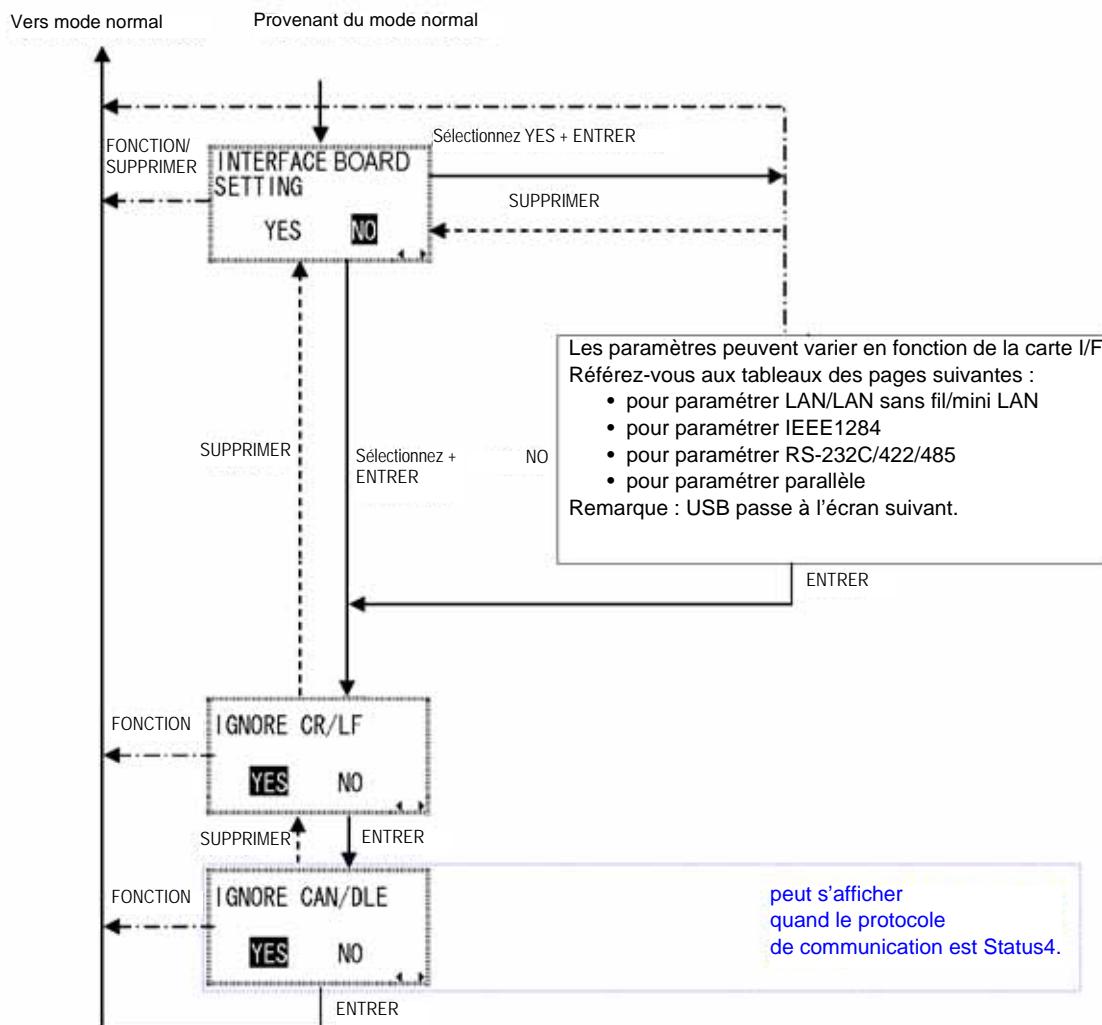 Vers mode normal
Provenant du mode normal
FONCTION/
SUPPRIMER
INTERFACE BOARD
SETTING
YES NO
Sélectionnez YES + ENTRER
SUPPRIMER
Les paramètres peuvent varier en fonction de la carte I/F
Référez-vous aux tableaux des pages suivantes :
• pour paramétrer LAN/LAN sans fil/mini LAN
• pour paramétrer IEEE1284
• pour paramétrer RS-232C/422/485
• pour paramétrer parallèle
Remarque : USB passe à l'écran suivant.
SUPPRIMER
Sélectionnez + NO
ENTRER
ENTRER
FONCTION
IGNORE CR/LF
YES NO
SUPPRIMER
ENTRER
FONCTION
IGNORE CAN/DLE
YES NO
peut s'afficher
quand le protocole
de communication est Status4.
ENTRER